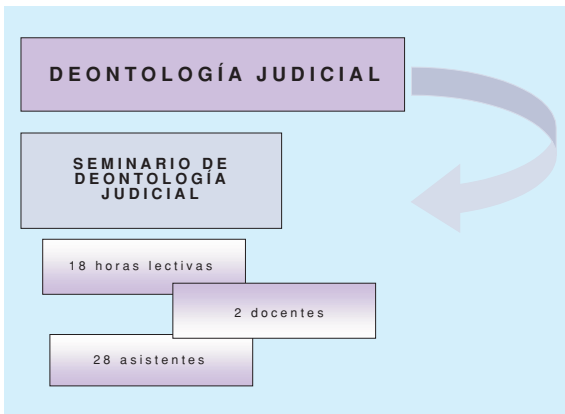 DEONTOLOGÍA JUDICIAL
SEMINARIO DE
DEONTOLOGÍA
JUDICIAL
18 horas lectivas
2 docentes
28 asistentes